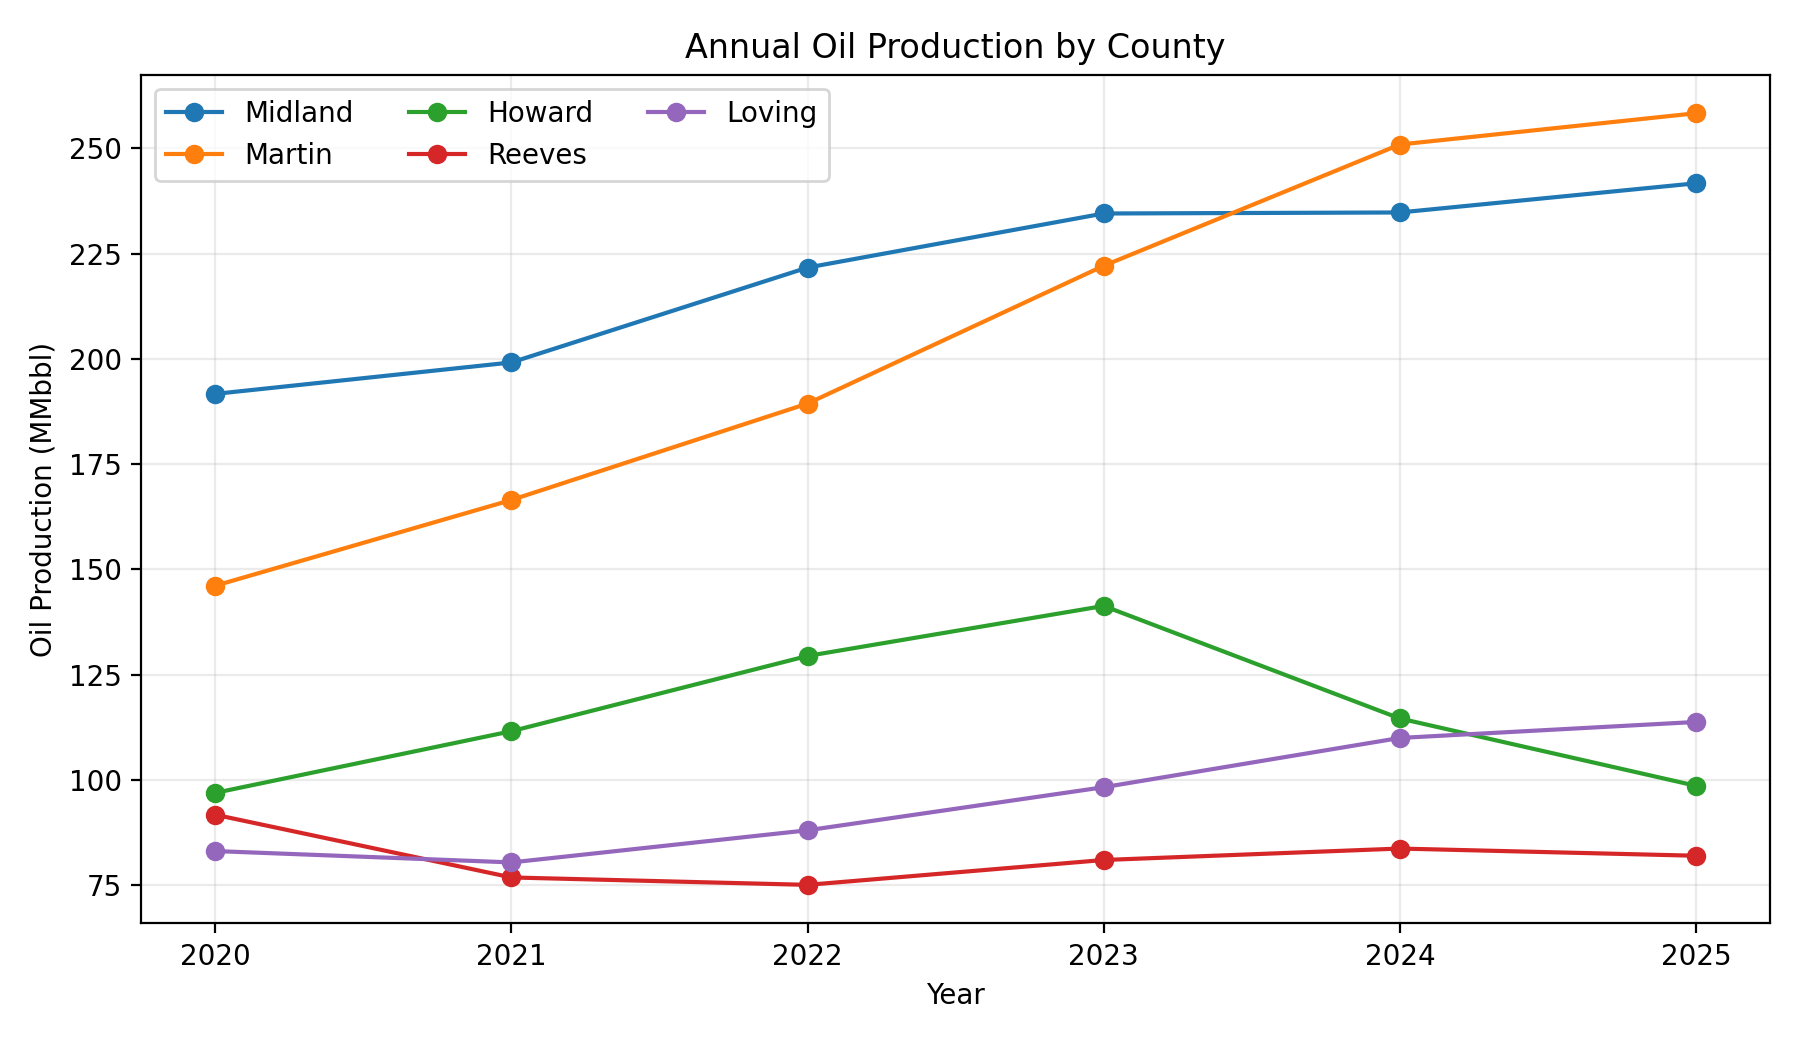 Annual Oil Production by County
Midland
Martin
Howard
Reeves
Loving
Oil Production (MMbbl)
250
225
200
175
150
125
100
75
2020 2021 2022 2023 2024 2025
Year